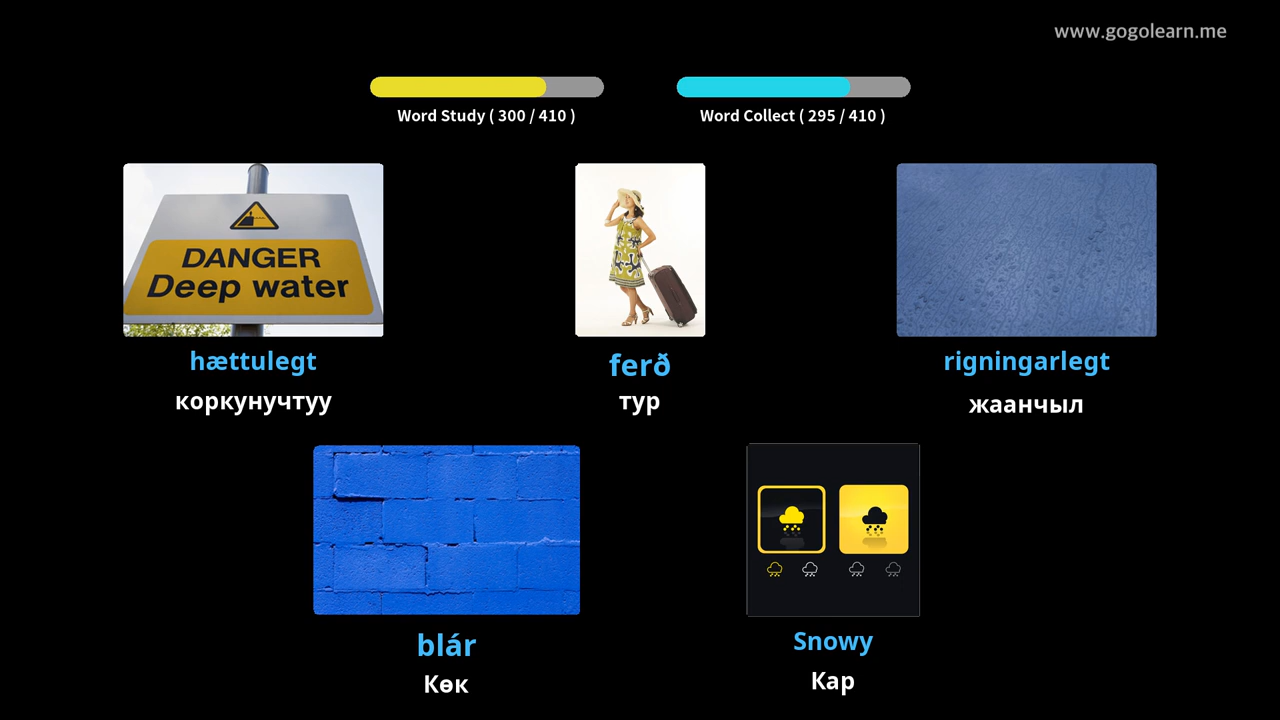 www.gogolearn.me
Word Study ( 300 / 410 )
Word Collect ( 295 / 410 )
DANGER
Deep water
hættulegt
ferð
rigningarlegt
коркунучтуу
тур
жаанчыл
blár
Snowy
Көк
Кар